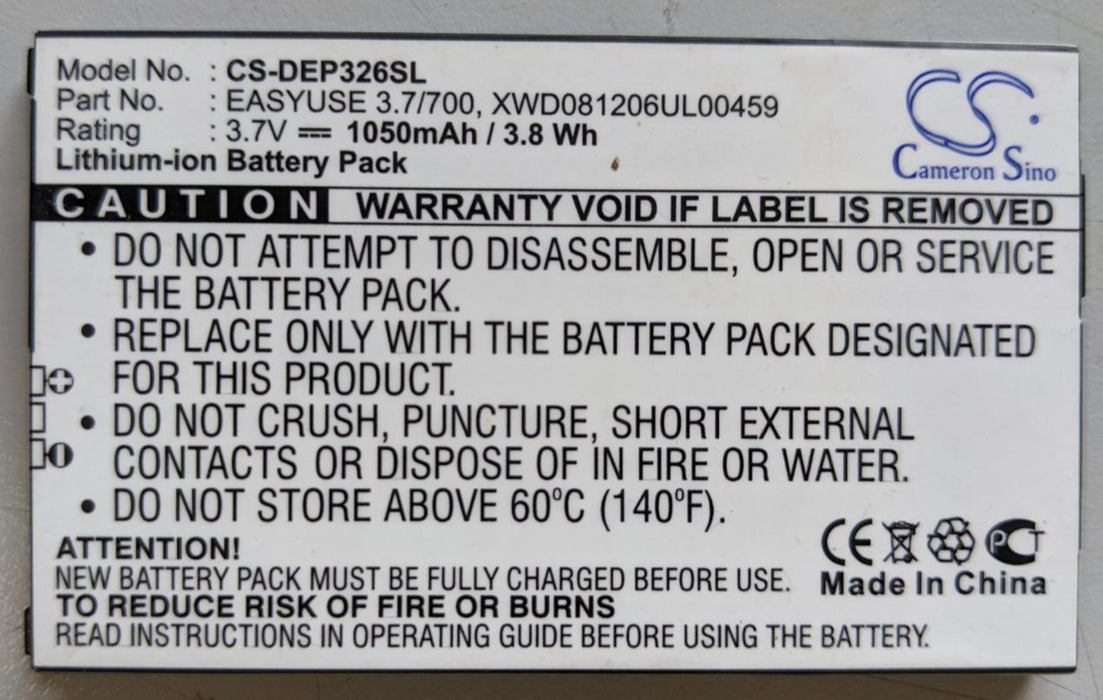 Model No. : CS-DEP326SL
Part No. : EASYUSE 3.7/700, XWD081206UL00459
Rating : 3.7V ⎓ 1050mAh / 3.8 Wh
Lithium-ion Battery Pack
CS
Cameron Sino
CAUTION WARRANTY VOID IF LABEL IS REMOVED
• DO NOT ATTEMPT TO DISASSEMBLE, OPEN OR SERVICE
THE BATTERY PACK.
• REPLACE ONLY WITH THE BATTERY PACK DESIGNATED
FOR THIS PRODUCT.
• DO NOT CRUSH, PUNCTURE, SHORT EXTERNAL
CONTACTS OR DISPOSE OF IN FIRE OR WATER.
• DO NOT STORE ABOVE 60°C (140°F).
ATTENTION!
NEW BATTERY PACK MUST BE FULLY CHARGED BEFORE USE.
TO REDUCE RISK OF FIRE OR BURNS
READ INSTRUCTIONS IN OPERATING GUIDE BEFORE USING THE BATTERY.
CE PCT
Made In China